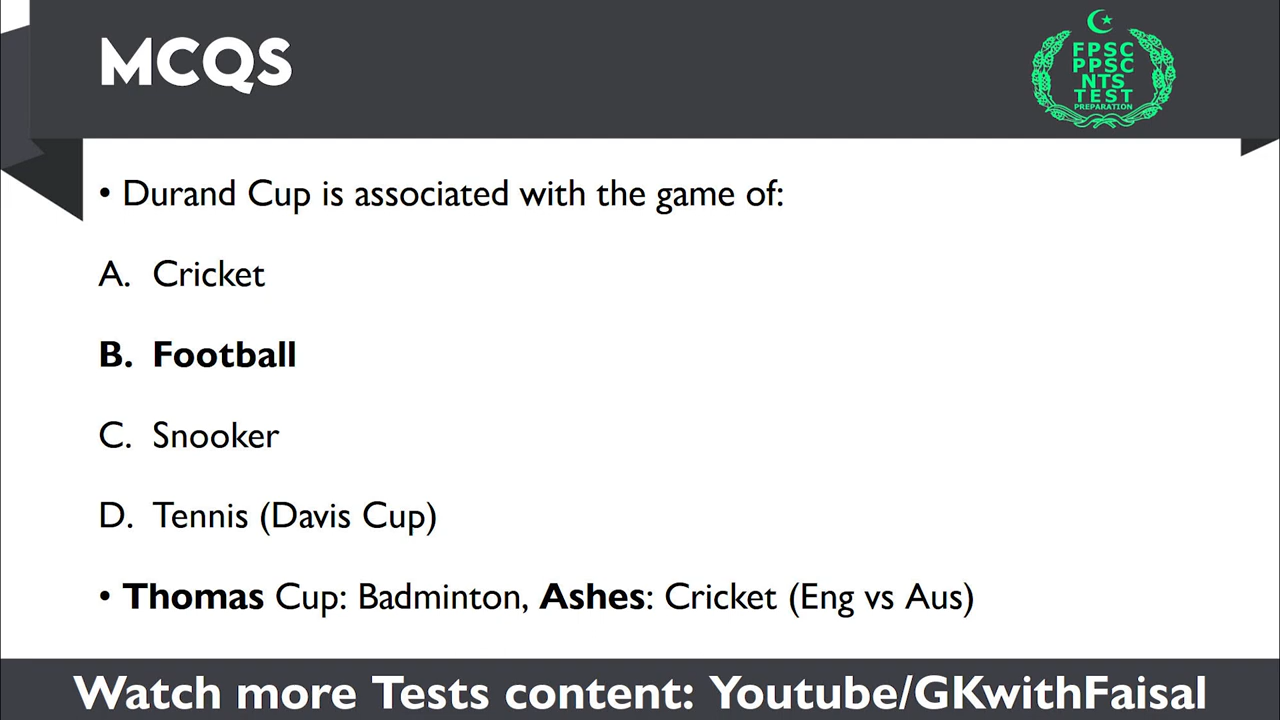 MCQS
FPSC
PPSC
NTS
TEST
PREPARATION
• Durand Cup is associated with the game of:
A. Cricket
B. Football
C. Snooker
D. Tennis (Davis Cup)
• Thomas Cup: Badminton, Ashes: Cricket (Eng vs Aus)
Watch more Tests content: Youtube/GKwithFaisal